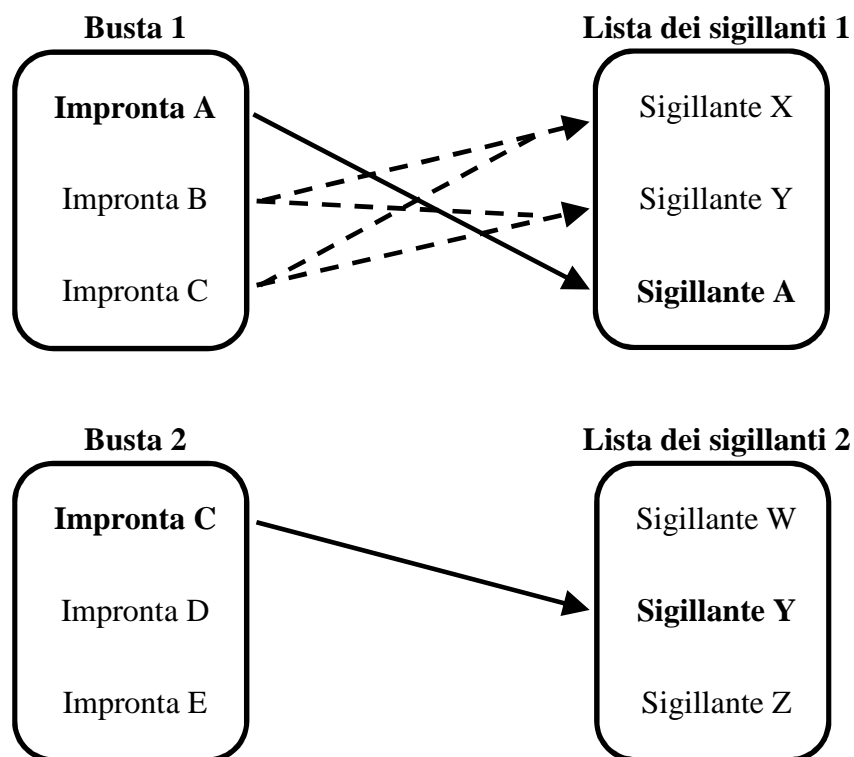 Busta 1
Lista dei sigillanti 1
Impronta A
Sigillante X
Impronta B
Sigillante Y
Impronta C
Sigillante A
Busta 2
Lista dei sigillanti 2
Impronta C
Sigillante W
Impronta D
Sigillante Y
Impronta E
Sigillante Z